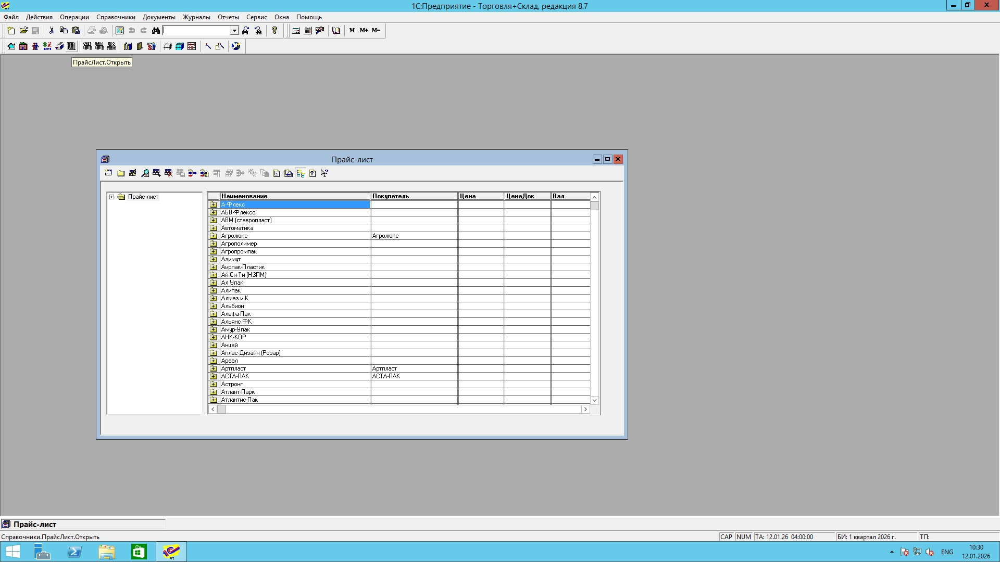 1С:Предприятие - Торговля+Склад, редакция 8.7
Файл Действия Операции Справочники Документы Журналы Отчеты Сервис Окна Помощь
M M+ M-
СЧЕТ НАКЛ ПКО
ПрайсЛист.Открыть
Прайс-лист
Прайс-лист
Наименование Покупатель Цена ЦенаДок Вал.
А-Флекс
АБВ-Флексо
АВМ (ставропласт)
Автоматика
Агролюкс Агролюкс
Агрополимер
Агропромпак
Азимут
Аирпак-Пластик
Ай-Си-Ти (НЗПМ)
Ал Упак
Алипак
Алмаз и К
Альбион
Альфа-Пак
Альянс ФК
Амур-Упак
АНК-КОР
Анцей
Аплас-Дизайн (Розар)
Ареал
Артпласт Артпласт
АСТА-ПАК АСТА-ПАК
Астронг
Атлант-Парк
Атлантис-Пак
Прайс-лист
Справочники.ПрайсЛист.Открыть CAP NUM ТА: 12.01.26 04:00:00 БИ: 1 квартал 2026 г. ТП:
ENG 10:30
12.01.2026